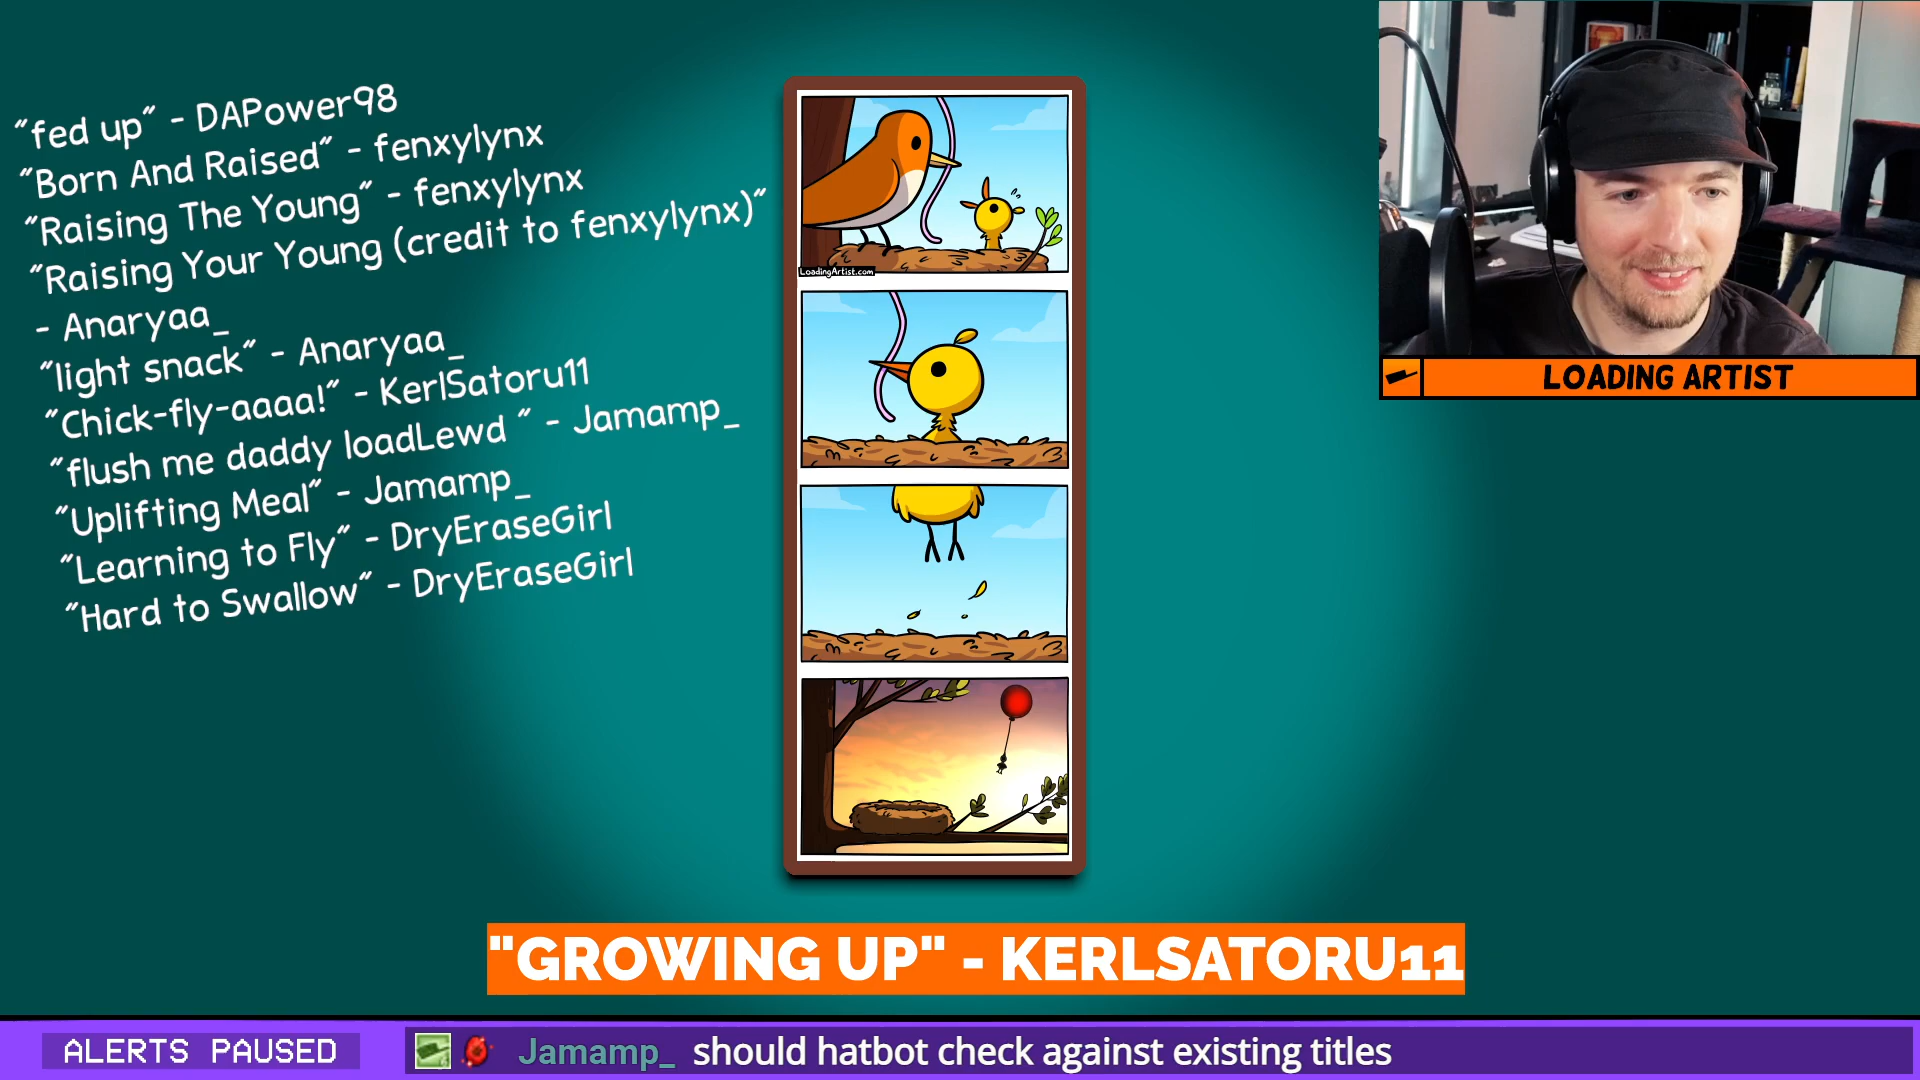 "fed up" - DAPower98
"Born And Raised" - fenxylynx
"Raising The Young" - fenxylynx
"Raising Your Young (credit to fenxylynx)"
- Anaryaa_
"light snack" - Anaryaa_
"Chick-fly-aaaa!" - KerlSatoru11
"flush me daddy loadLewd " - Jamamp_
"Uplifting Meal" - Jamamp_
"Learning to Fly" - DryEraseGirl
"Hard to Swallow" - DryEraseGirl
LoadingArtist.com
LOADING ARTIST
"GROWING UP" - KERLSATORU11
ALERTS PAUSED
Jamamp_ should hatbot check against existing titles